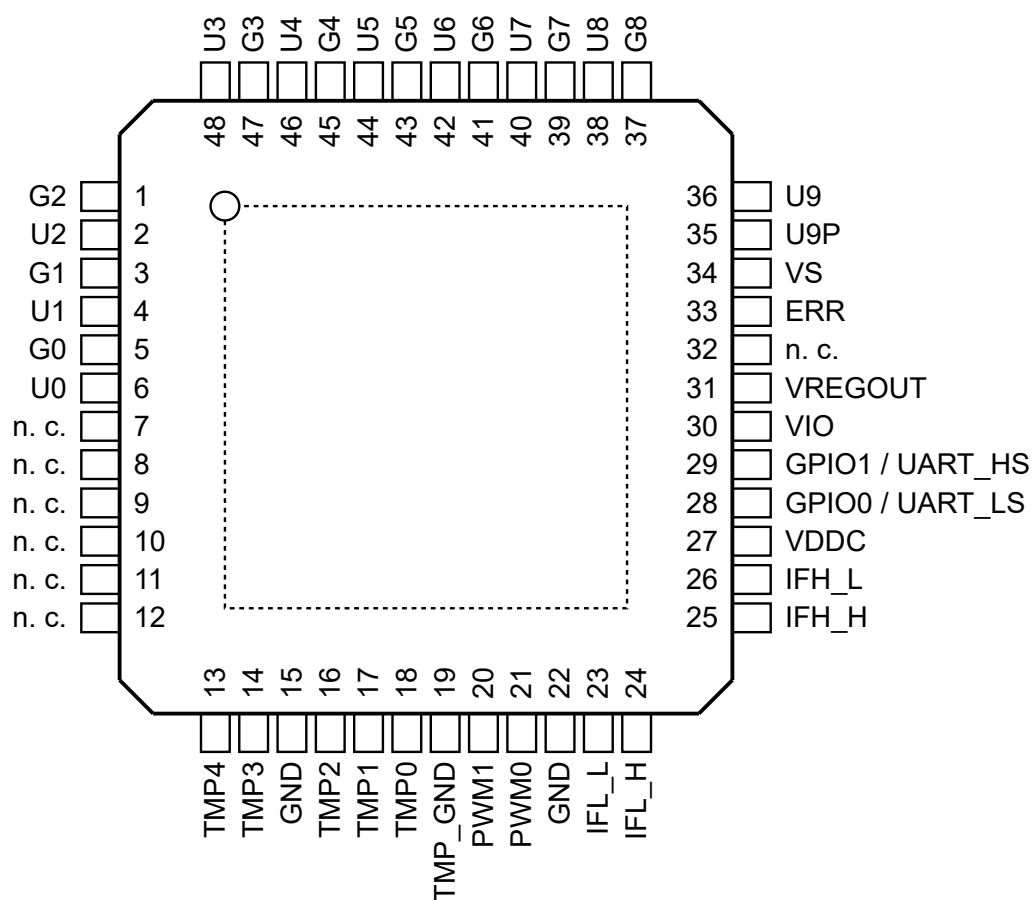 U3 G3 U4 G4 U5 G5 U6 G6 U7 G7 U8 G8
48 47 46 45 44 43 42 41 40 39 38 37
G2 1 36 U9
U2 2 35 U9P
G1 3 34 VS
U1 4 33 ERR
G0 5 32 n. c.
U0 6 31 VREGOUT
n. c. 7 30 VIO
n. c. 8 29 GPIO1 / UART_HS
n. c. 9 28 GPIO0 / UART_LS
n. c. 10 27 VDDC
n. c. 11 26 IFH_L
n. c. 12 25 IFH_H
13 14 15 16 17 18 19 20 21 22 23 24
TMP4 TMP3 GND TMP2 TMP1 TMP0 TMP_GND PWM1 PWM0 GND IFL_L IFL_H